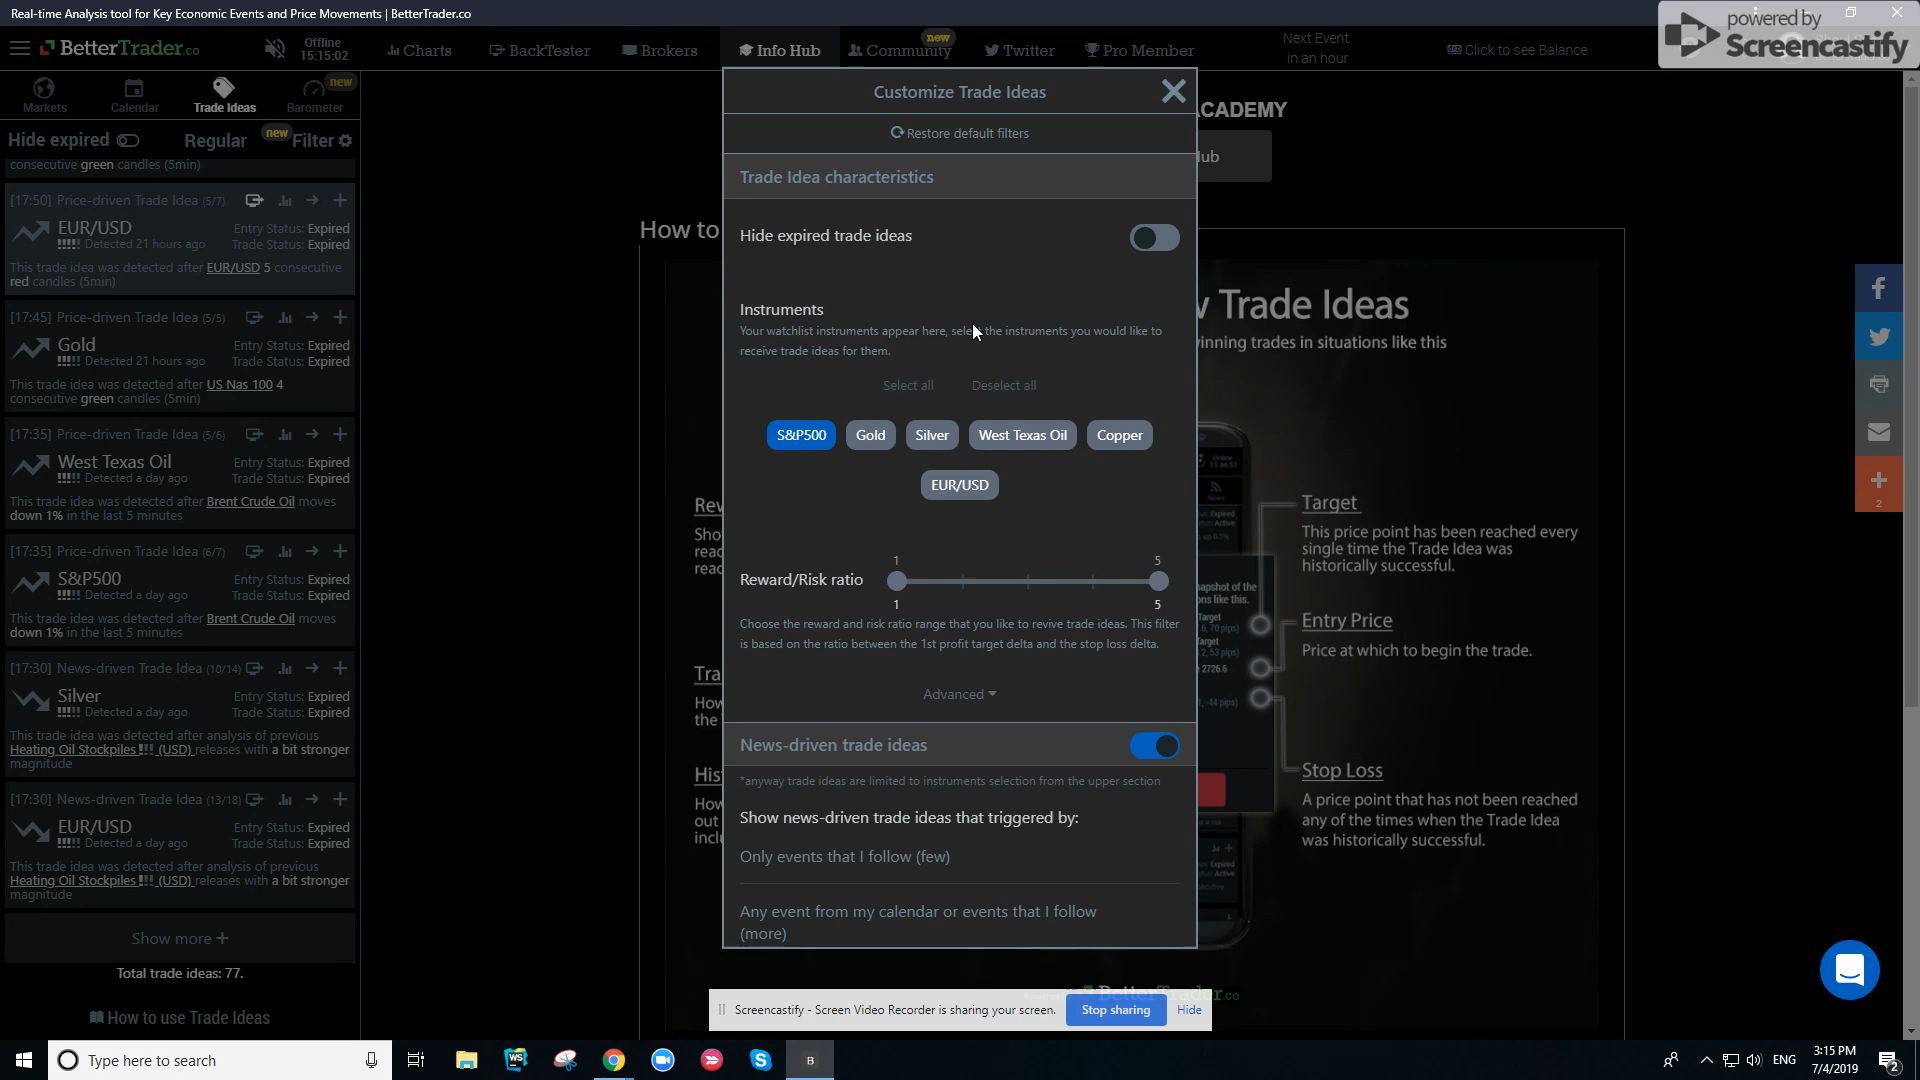 Real-time Analysis tool for Key Economic Events and Price Movements | BetterTrader.co
powered by
Screencastify
BetterTrader.co
Offline
15:15:02
Charts
BackTester
Brokers
Info Hub
new
Community
Twitter
Pro Member
Next Event
in an hour
Click to see Balance
Markets
Calendar
Trade Ideas
new
Barometer
Hide expired
Regular
new
Filter
consecutive green candles (5min)
[17:50] Price-driven Trade Idea (5/7)
EUR/USD
Entry Status: Expired
Detected 21 hours ago
Trade Status: Expired
This trade idea was detected after EUR/USD 5 consecutive
red candles (5min)
[17:45] Price-driven Trade Idea (5/5)
Gold
Entry Status: Expired
Detected 21 hours ago
Trade Status: Expired
This trade idea was detected after US Nas 100 4
consecutive green candles (5min)
[17:35] Price-driven Trade Idea (5/6)
West Texas Oil
Entry Status: Expired
Detected a day ago
Trade Status: Expired
This trade idea was detected after Brent Crude Oil moves
down 1% in the last 5 minutes
[17:35] Price-driven Trade Idea (6/7)
S&P500
Entry Status: Expired
Detected a day ago
Trade Status: Expired
This trade idea was detected after Brent Crude Oil moves
down 1% in the last 5 minutes
[17:30] News-driven Trade Idea (10/14)
Silver
Entry Status: Expired
Detected a day ago
Trade Status: Expired
This trade idea was detected after analysis of previous
Heating Oil Stockpiles !!! (USD) releases with a bit stronger
magnitude
[17:30] News-driven Trade Idea (13/18)
EUR/USD
Entry Status: Expired
Detected a day ago
Trade Status: Expired
This trade idea was detected after analysis of previous
Heating Oil Stockpiles !!! (USD) releases with a bit stronger
magnitude
Show more +
Total trade ideas: 77.
How to use Trade Ideas
Customize Trade Ideas
Restore default filters
Trade Idea characteristics
Hide expired trade ideas
Instruments
Your watchlist instruments appear here, select the instruments you would like to
receive trade ideas for them.
Select all
Deselect all
S&P500
Gold
Silver
West Texas Oil
Copper
EUR/USD
1
5
Reward/Risk ratio
1
5
Choose the reward and risk ratio range that you like to revive trade ideas. This filter
is based on the ratio between the 1st profit target delta and the stop loss delta.
Advanced
News-driven trade ideas
*anyway trade ideas are limited to instruments selection from the upper section
Show news-driven trade ideas that triggered by:
Only events that I follow (few)
Any event from my calendar or events that I follow
(more)
CADEMY
How to
Trade Ideas
inning trades in situations like this
Target
This price point has been reached every
single time the Trade Idea was
historically successful.
Entry Price
Price at which to begin the trade.
Stop Loss
A price point that has not been reached
any of the times when the Trade Idea
was historically successful.
2
BetterTrader.co
Screencastify - Screen Video Recorder is sharing your screen.
Stop sharing
Hide
Type here to search
WS
B
ENG
3:15 PM
7/4/2019
2